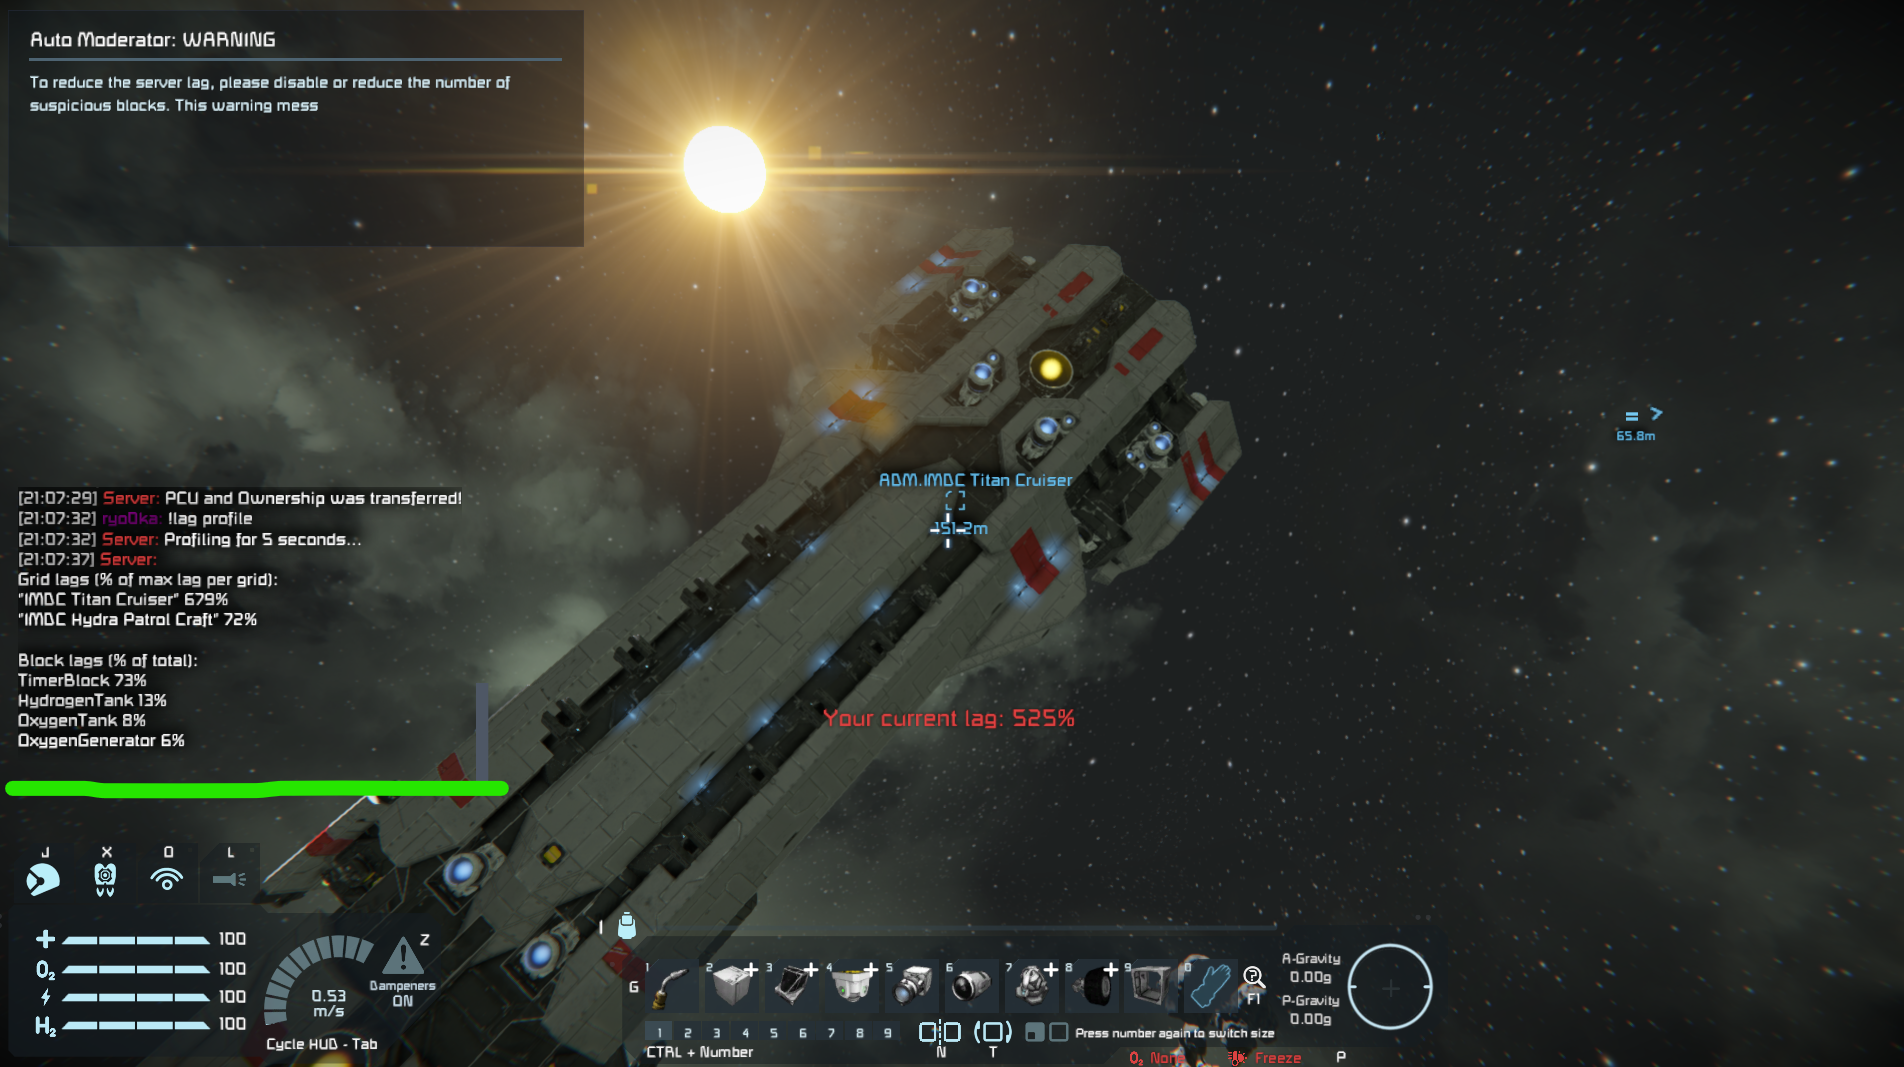 Auto Moderator: WARNING
To reduce the server lag, please disable or reduce the number of
suspicious blocks. This warning mess
ADM.IMDC Titan Cruiser
151.2m
65.8m
[21:07:29] Server: PCU and Ownership was transferred!
[21:07:32] ryo0ka: !lag profile
[21:07:32] Server: Profiling for 5 seconds...
[21:07:37] Server:
Grid lags (% of max lag per grid):
"IMDC Titan Cruiser" 679%
"IMDC Hydra Patrol Craft" 72%
Block lags (% of total):
TimerBlock 73%
HydrogenTank 13%
OxygenTank 8%
OxygenGenerator 6%
Your current lag: 525%
J X O L
100
O₂ 100
100
H₂ 100
0.53
m/s
Z
Dampeners
ON
Cycle HUD - Tab
I
G
1 2 3 4 5 6 7 8 9 0
F1
1 2 3 4 5 6 7 8 9
CTRL + Number
N T
Press number again to switch size
A-Gravity
0.00g
P-Gravity
0.00g
O₂ None Freeze P